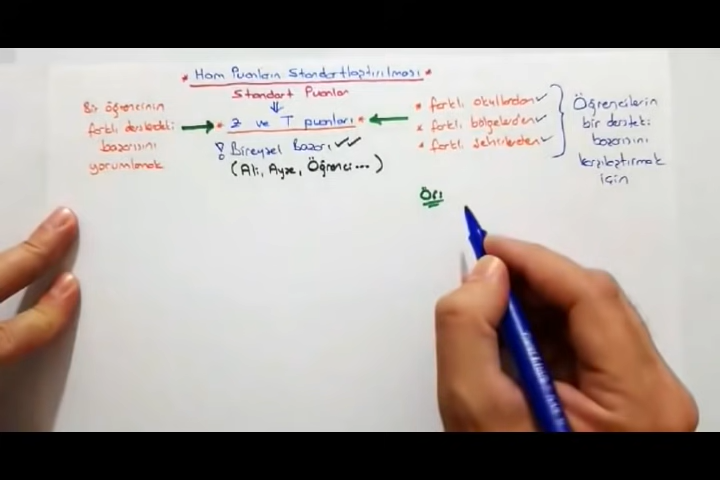 * Ham Puanların Standartlaştırılması *
Standart Puanlar
* Z ve T puanları *
! Bireysel Başarı ✓✓
(Ali, Ayşe, Öğrenci...)
Bir öğrencinin
farklı derslerdeki
başarısını
yorumlamak
* farklı okullardan ✓
* farklı bölgelerden ✓
* farklı şehirlerden ✓
Öğrencilerin
bir dersteki
başarısını
karşılaştırmak
için
Ör: